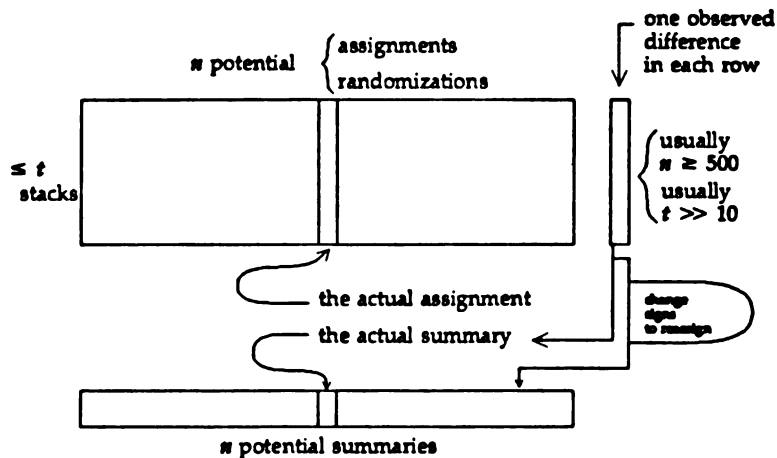 one observed
difference
in each row
n potential { assignments
randomizations
≤ t
stacks
usually
n ≥ 500
usually
t >> 10
the actual assignment
change
signs
to reassign
the actual summary
n potential summaries